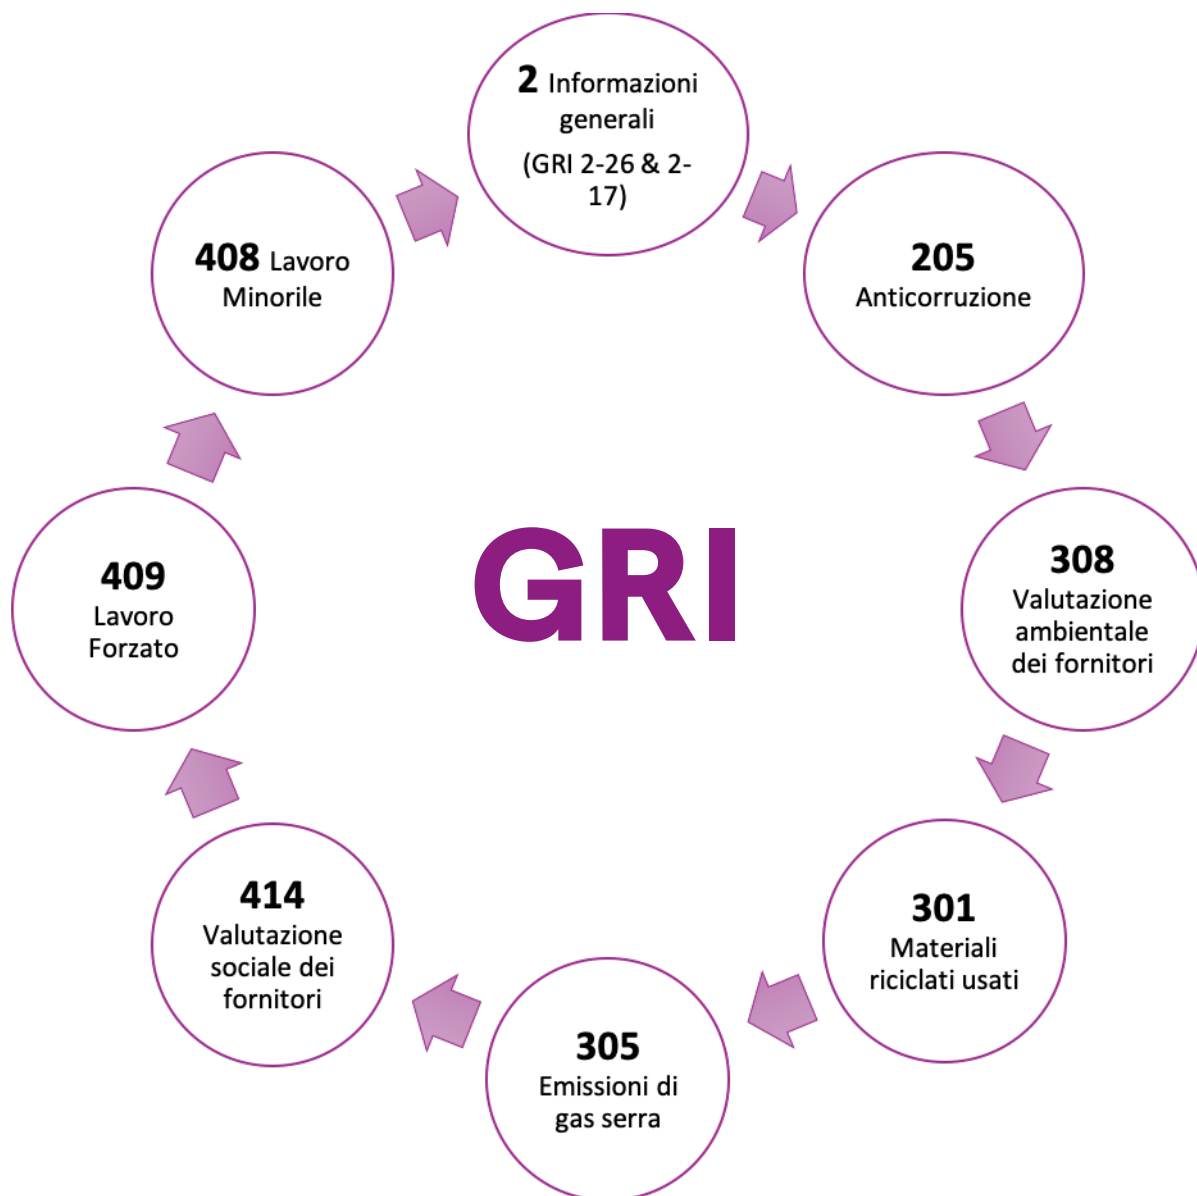 2 Informazioni
generali
(GRI 2-26 & 2-
17)
205
Anticorruzione
308
Valutazione
ambientale
dei fornitori
301
Materiali
riciclati usati
305
Emissioni di
gas serra
414
Valutazione
sociale dei
fornitori
409
Lavoro
Forzato
408 Lavoro
Minorile
GRI